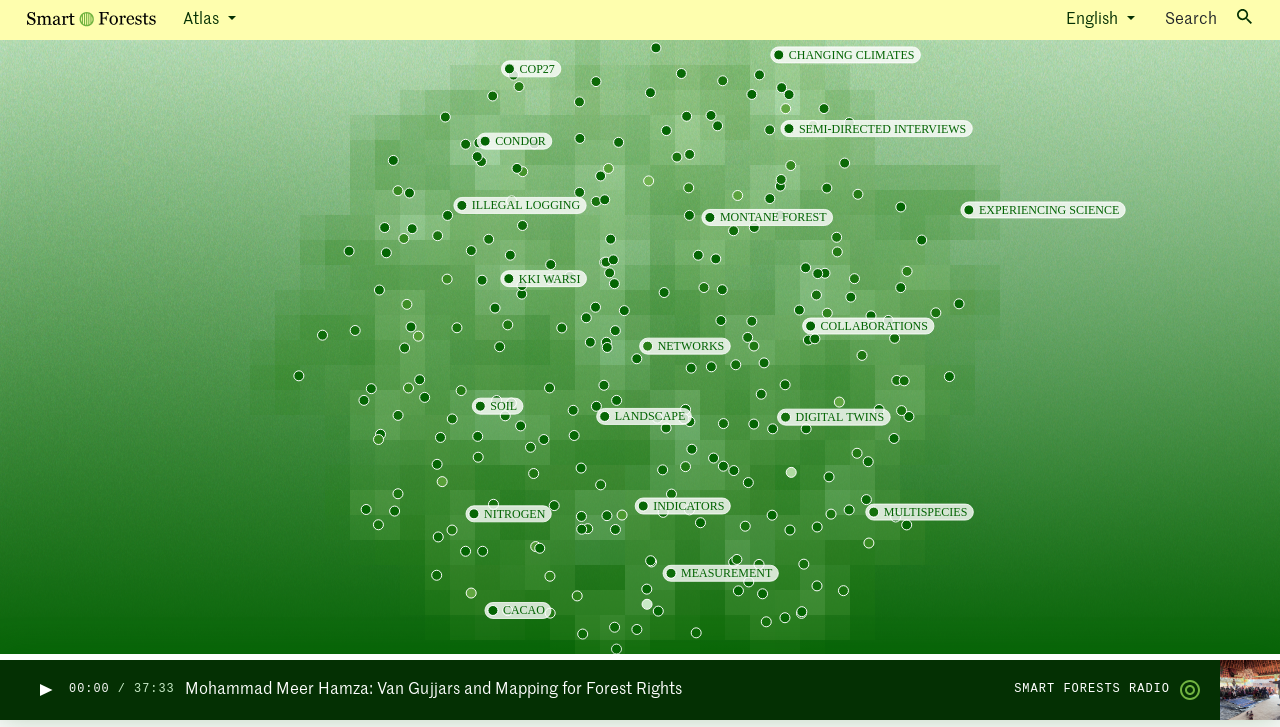 Smart Forests
Atlas
English
Search
CHANGING CLIMATES
COP27
SEMI-DIRECTED INTERVIEWS
CONDOR
ILLEGAL LOGGING
EXPERIENCING SCIENCE
MONTANE FOREST
KKI WARSI
COLLABORATIONS
NETWORKS
SOIL
LANDSCAPE
DIGITAL TWINS
INDICATORS
MULTISPECIES
NITROGEN
MEASUREMENT
CACAO
00:00 / 37:33 Mohammad Meer Hamza: Van Gujjars and Mapping for Forest Rights
SMART FORESTS RADIO